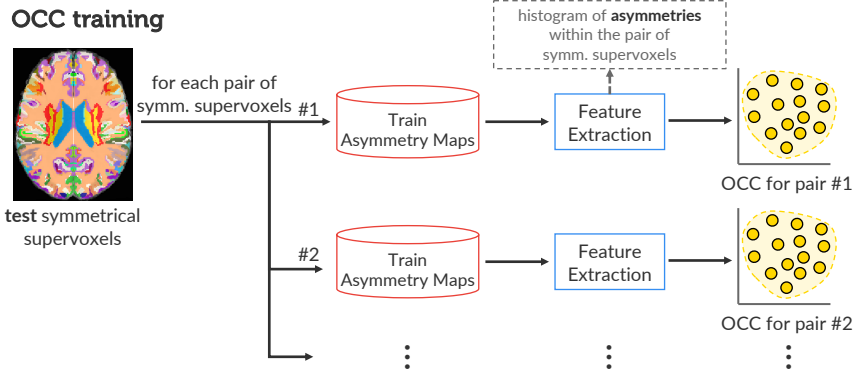 OCC training
histogram of asymmetries
within the pair of
symm. supervoxels
for each pair of
symm. supervoxels
#1
Train
Asymmetry Maps
Feature
Extraction
OCC for pair #1
test symmetrical
supervoxels
#2
Train
Asymmetry Maps
Feature
Extraction
OCC for pair #2